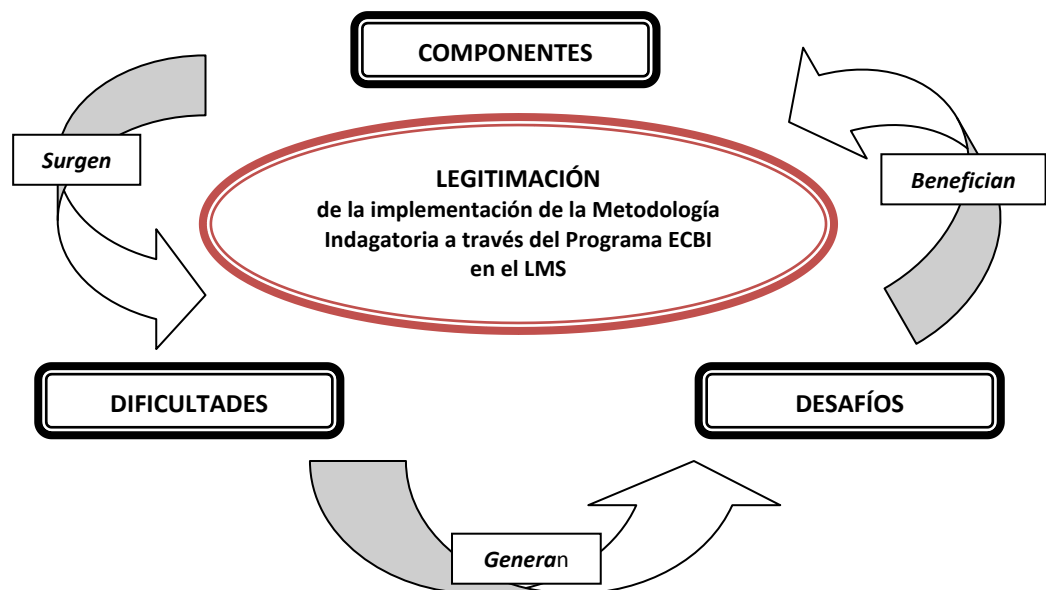 COMPONENTES
Surgen
Benefician
LEGITIMACIÓN
de la implementación de la Metodología
Indagatoria a través del Programa ECBI
en el LMS
DIFICULTADES
DESAFÍOS
Generan